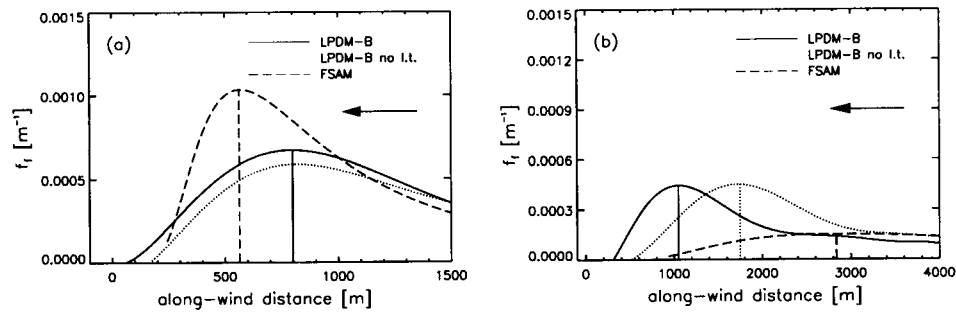 (a)
LPDM-B
LPDM-B no l.t.
FSAM
0.0015
0.0010
0.0005
0.0000
f_f [m⁻¹]
0
500
1000
1500
along-wind distance [m]
(b)
LPDM-B
LPDM-B no l.t.
FSAM
0.0015
0.0012
0.0009
0.0006
0.0003
0.0000
f_f [m⁻¹]
0
1000
2000
3000
4000
along-wind distance [m]